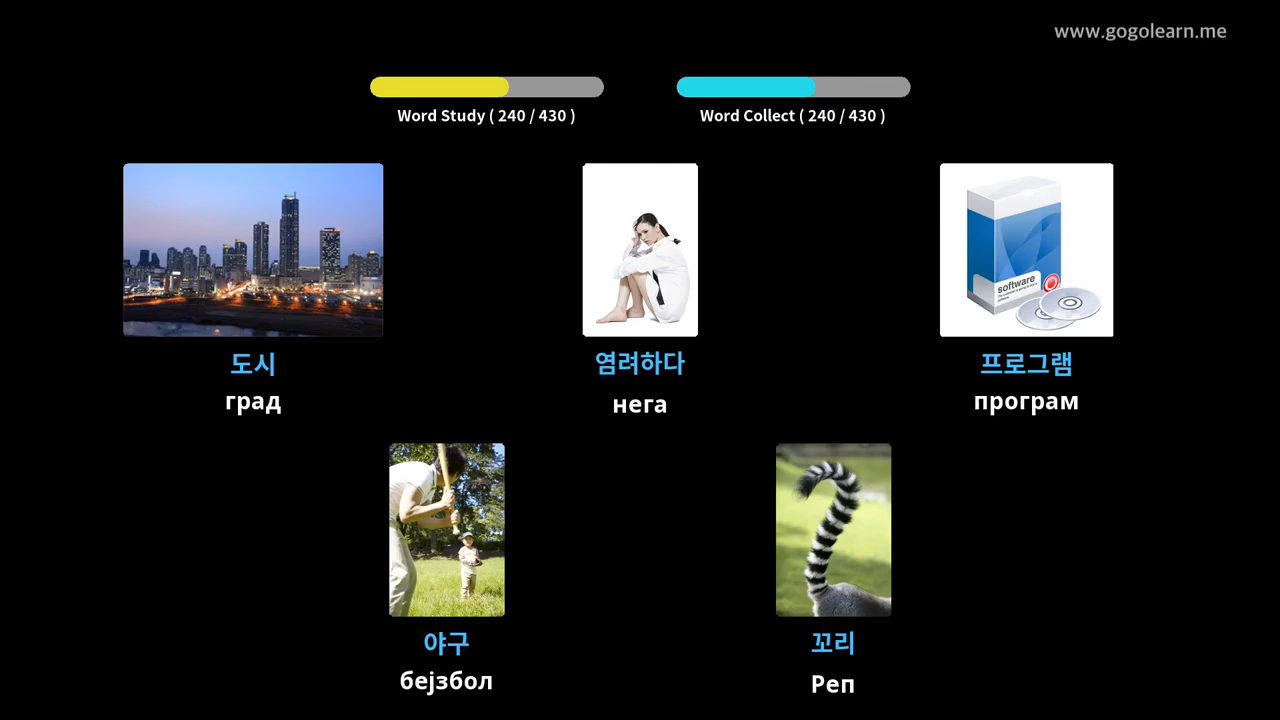 www.gogolearn.me
Word Study ( 240 / 430 )
Word Collect ( 240 / 430 )
software
도시
염려하다
프로그램
град
нега
програм
야구
꼬리
бејзбол
Реп